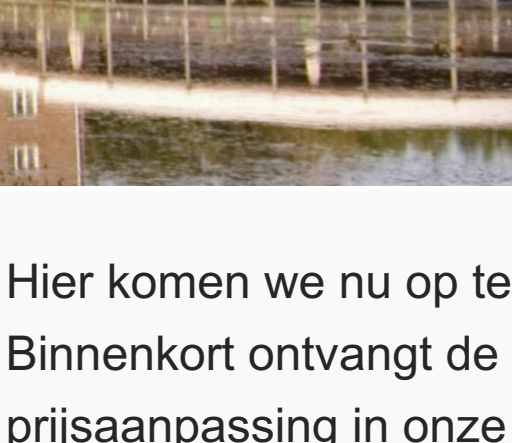 Hier komen we nu op te
Binnenkort ontvangt de
prijsaanpassing in onze